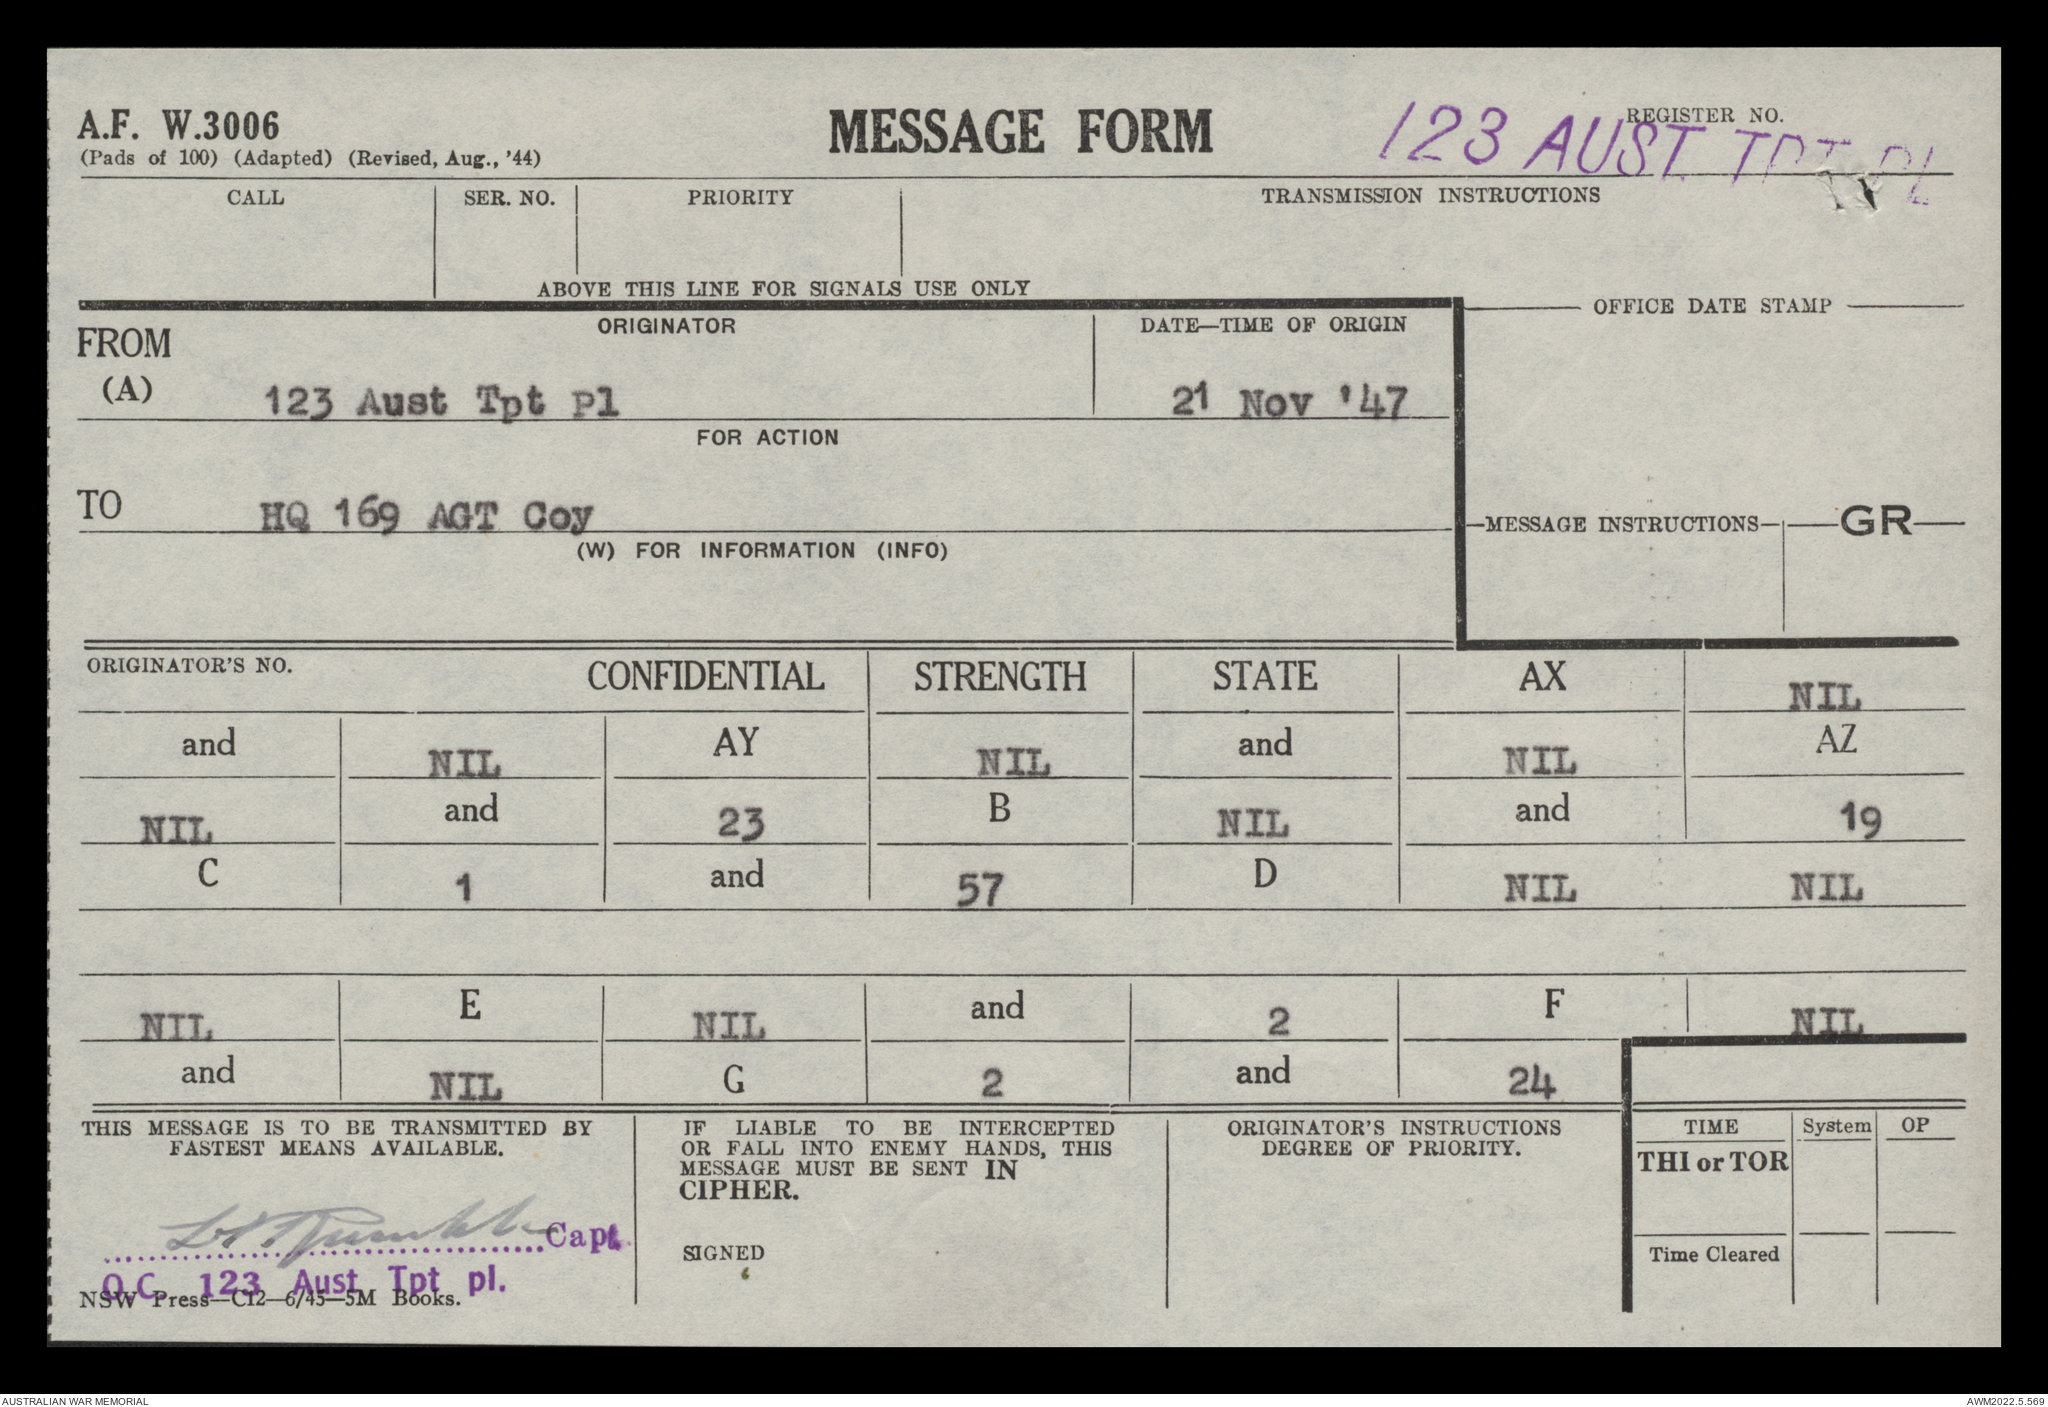 A.F. W.3006
(Pads of 100) (Adapted) (Revised, Aug., '44)
MESSAGE FORM
REGISTER NO.
123 AUST TPT PL
CALL SER. NO. PRIORITY TRANSMISSION INSTRUCTIONS
ABOVE THIS LINE FOR SIGNALS USE ONLY
OFFICE DATE STAMP
FROM ORIGINATOR DATE—TIME OF ORIGIN
(A) 123 Aust Tpt Pl 21 Nov '47
FOR ACTION
TO HQ 169 AGT Coy
MESSAGE INSTRUCTIONS GR
(W) FOR INFORMATION (INFO)
ORIGINATOR'S NO. CONFIDENTIAL STRENGTH STATE AX NIL
and NIL AY NIL and NIL AZ
NIL and 23 B NIL and 19
C 1 and 57 D NIL NIL
NIL E NIL and 2 F NIL
and NIL G 2 and 24
THIS MESSAGE IS TO BE TRANSMITTED BY
FASTEST MEANS AVAILABLE.
Capt
O.C. 123 Aust Tpt pl.
NSW Press—C12—6/45—5M Books.
IF LIABLE TO BE INTERCEPTED
OR FALL INTO ENEMY HANDS, THIS
MESSAGE MUST BE SENT IN
CIPHER.
SIGNED
ORIGINATOR'S INSTRUCTIONS
DEGREE OF PRIORITY.
TIME System OP
THI or TOR
Time Cleared
AUSTRALIAN WAR MEMORIAL AWM2022.5.569